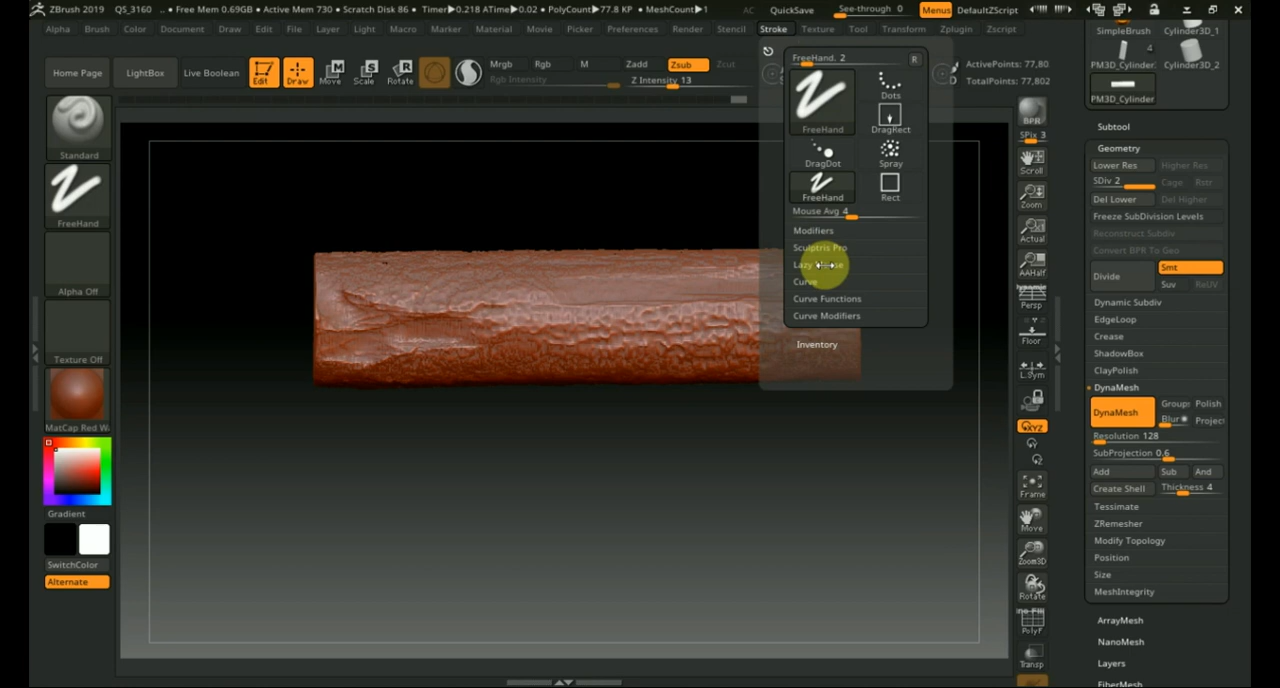 ZBrush 2019 QS_3160 .. • Free Mem 0.69GB • Active Mem 730 • Scratch Disk 86 • Timer▶0.218 ATime▶0.02 • PolyCount▶77.8 KP • MeshCount▶1 AC QuickSave See-through 0 Menus DefaultZScript
Alpha Brush Color Document Draw Edit File Layer Light Macro Marker Material Movie Picker Preferences Render Stencil Stroke Texture Tool Transform Zplugin Zscript
Home Page LightBox Live Boolean Edit Draw Move Scale Rotate
Mrgb Rgb M Zadd Zsub Zcut
Rgb Intensity Z Intensity 13
ActivePoints: 77,80
TotalPoints: 77,802
Standard
FreeHand
Alpha Off
Texture Off
MatCap Red Wa
Gradient
SwitchColor
Alternate
FreeHand. 2 R
FreeHand
Dots
DragRect
DragDot Spray
FreeHand Rect
Mouse Avg 4
Modifiers
Sculptris Pro
Curve
Curve Functions
Curve Modifiers
Inventory
BPR
SPix 3
Scroll
Zoom
Actual
AAHalf
Persp
Floor
L.Sym
XYZ
Frame
Move
Zoom3D
Rotate
PolyF
Transp
SimpleBrush Cylinder3D_1
4
PM3D_Cylinder Cylinder3D_2
PM3D_Cylinder
Subtool
Geometry
Lower Res Higher Res
SDiv 2 Cage Rstr
Del Lower Del Higher
Freeze SubDivision Levels
Reconstruct Subdiv
Convert BPR To Geo
Divide Smt
Suv ReUV
Dynamic Subdiv
EdgeLoop
Crease
ShadowBox
ClayPolish
DynaMesh
DynaMesh Groups Polish
Blur Project
Resolution 128
SubProjection 0.6
Add Sub And
Create Shell Thickness 4
Tessimate
ZRemesher
Modify Topology
Position
Size
MeshIntegrity
ArrayMesh
NanoMesh
Layers
FiberMesh